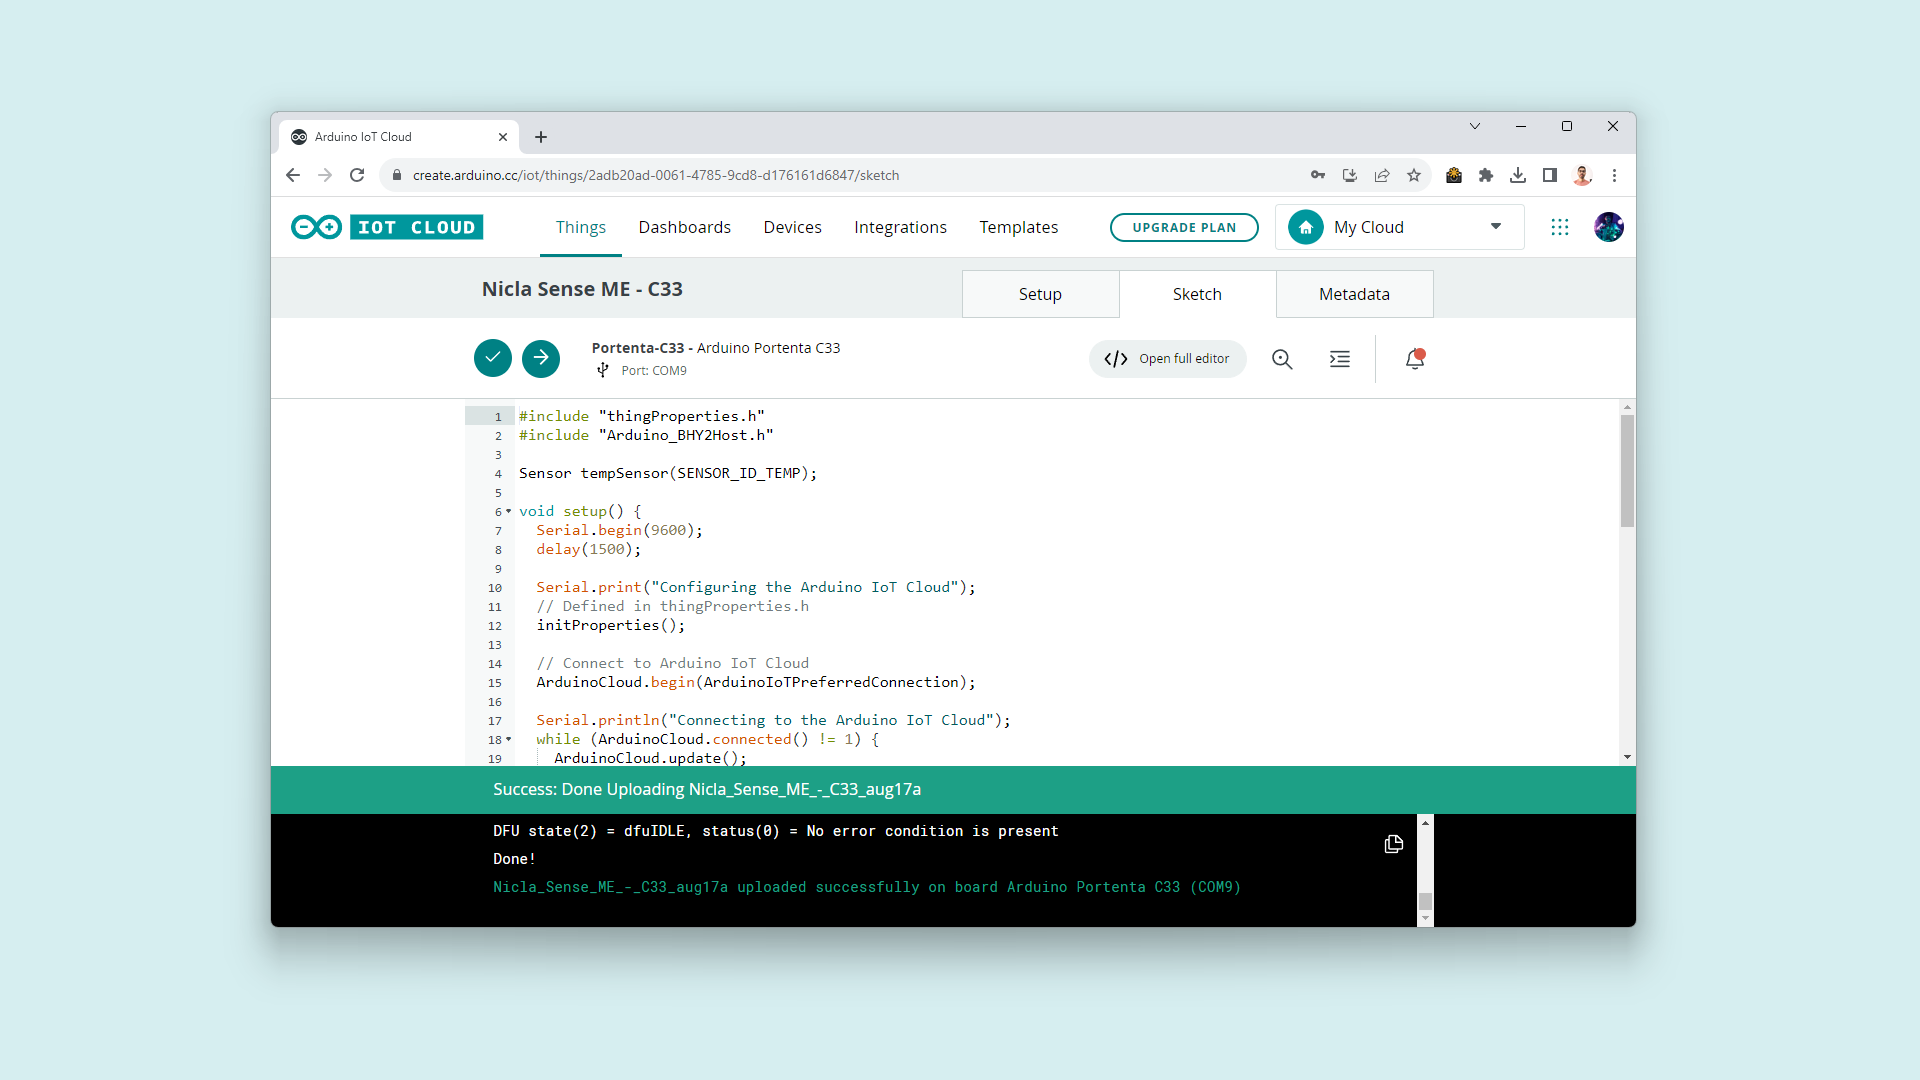 Arduino IoT Cloud
create.arduino.cc/iot/things/2adb20ad-0061-4785-9cd8-d176161d6847/sketch
IOT CLOUD Things Dashboards Devices Integrations Templates UPGRADE PLAN My Cloud
Nicla Sense ME - C33 Setup Sketch Metadata
Portenta-C33 - Arduino Portenta C33
Port: COM9
</> Open full editor
1 #include "thingProperties.h"
2 #include "Arduino_BHY2Host.h"
3
4 Sensor tempSensor(SENSOR_ID_TEMP);
5
6 void setup() {
7 Serial.begin(9600);
8 delay(1500);
9
10 Serial.print("Configuring the Arduino IoT Cloud");
11 // Defined in thingProperties.h
12 initProperties();
13
14 // Connect to Arduino IoT Cloud
15 ArduinoCloud.begin(ArduinoIoTPreferredConnection);
16
17 Serial.println("Connecting to the Arduino IoT Cloud");
18 while (ArduinoCloud.connected() != 1) {
19 ArduinoCloud.update();
Success: Done Uploading Nicla_Sense_ME_-_C33_aug17a
DFU state(2) = dfuIDLE, status(0) = No error condition is present
Done!
Nicla_Sense_ME_-_C33_aug17a uploaded successfully on board Arduino Portenta C33 (COM9)